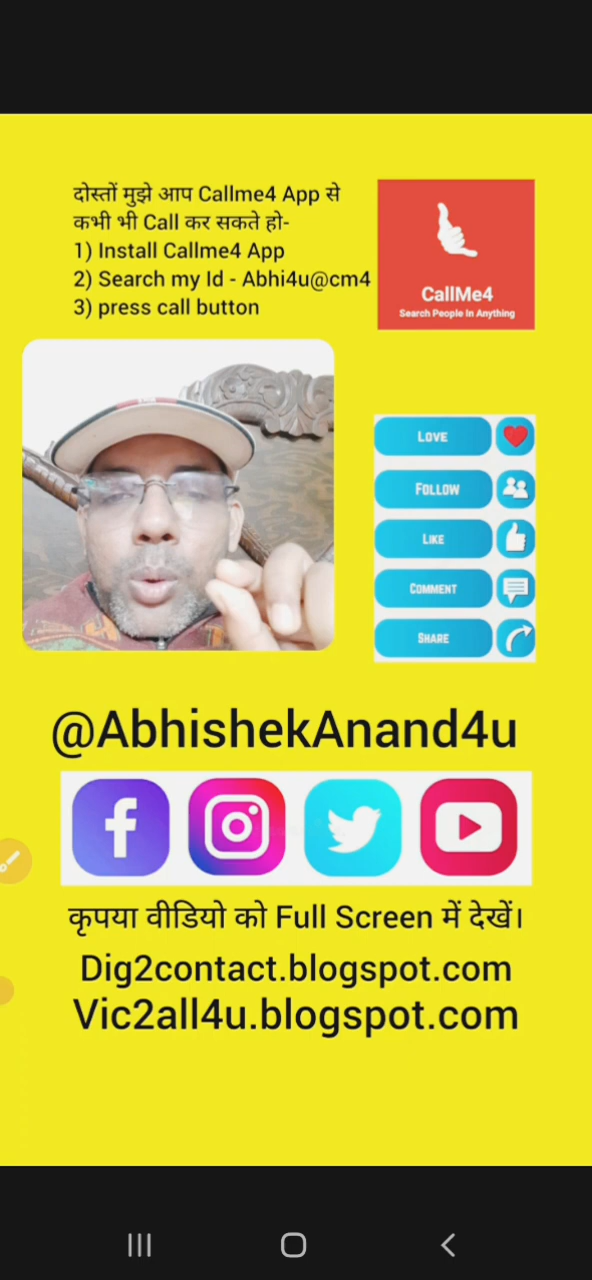 दोस्तों मुझे आप Callme4 App से
कभी भी Call कर सकते हो-
1) Install Callme4 App
2) Search my Id - Abhi4u@cm4
3) press call button
CallMe4
Search People In Anything
LOVE
FOLLOW
LIKE
COMMENT
SHARE
@AbhishekAnand4u
कृपया वीडियो को Full Screen में देखें।
Dig2contact.blogspot.com
Vic2all4u.blogspot.com